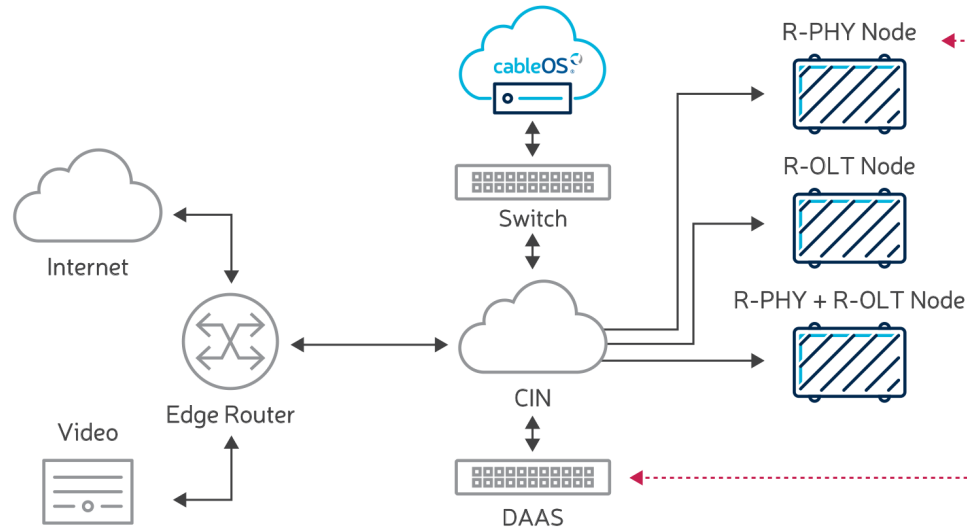 R-PHY Node
cableOS®
R-OLT Node
Switch
Internet
R-PHY + R-OLT Node
CIN
Edge Router
Video
DAAS